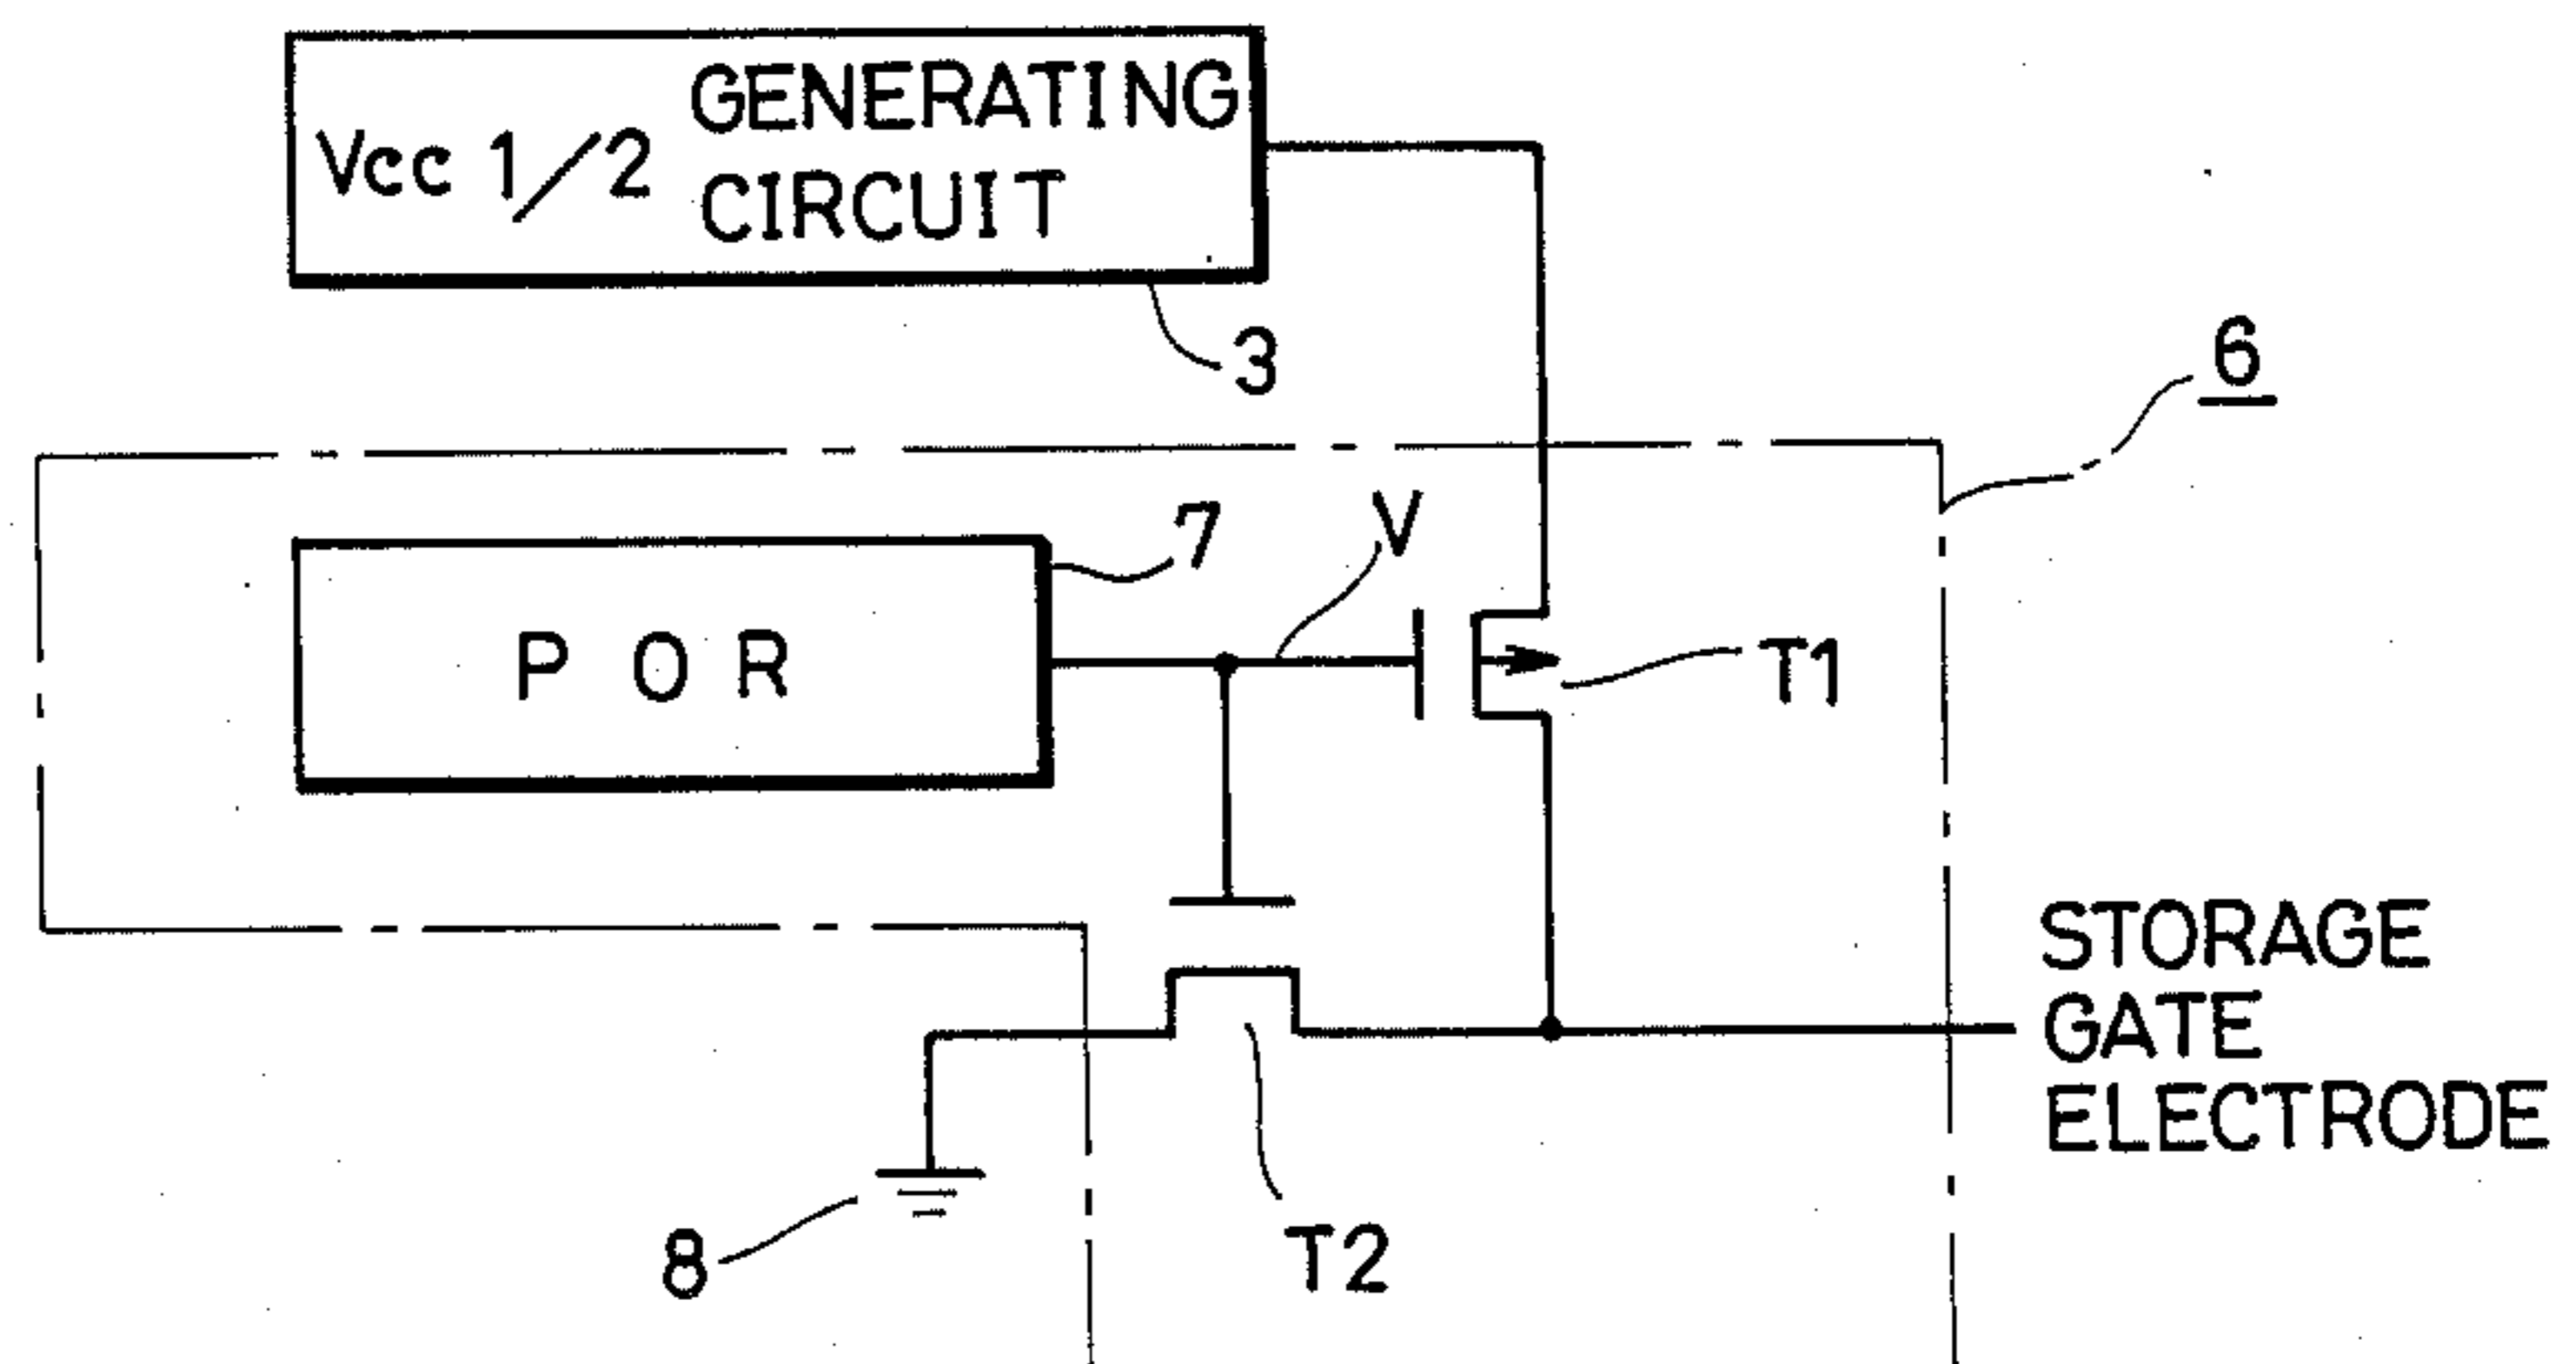 Vcc 1/2 GENERATING
CIRCUIT
3
6
7
V
P O R
T1
STORAGE
GATE
ELECTRODE
8
T2